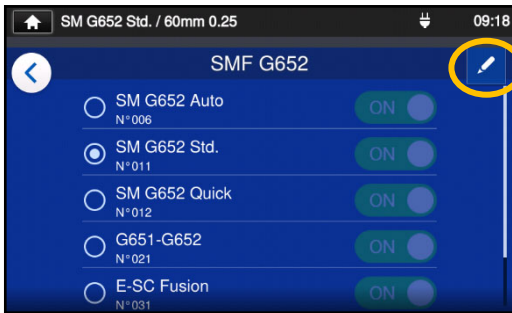 SM G652 Std. / 60mm 0.25 09:18
SMF G652
SM G652 Auto ON
N°006
SM G652 Std. ON
N°011
SM G652 Quick ON
N°012
G651-G652 ON
N°021
E-SC Fusion ON
N°031